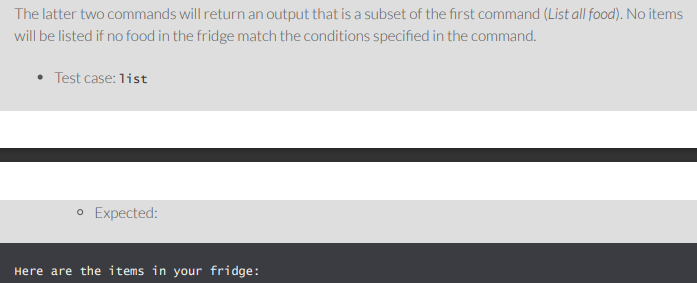 The latter two commands will return an output that is a subset of the first command (List all food). No items
will be listed if no food in the fridge match the conditions specified in the command.
• Test case: list
◦ Expected:
Here are the items in your fridge: